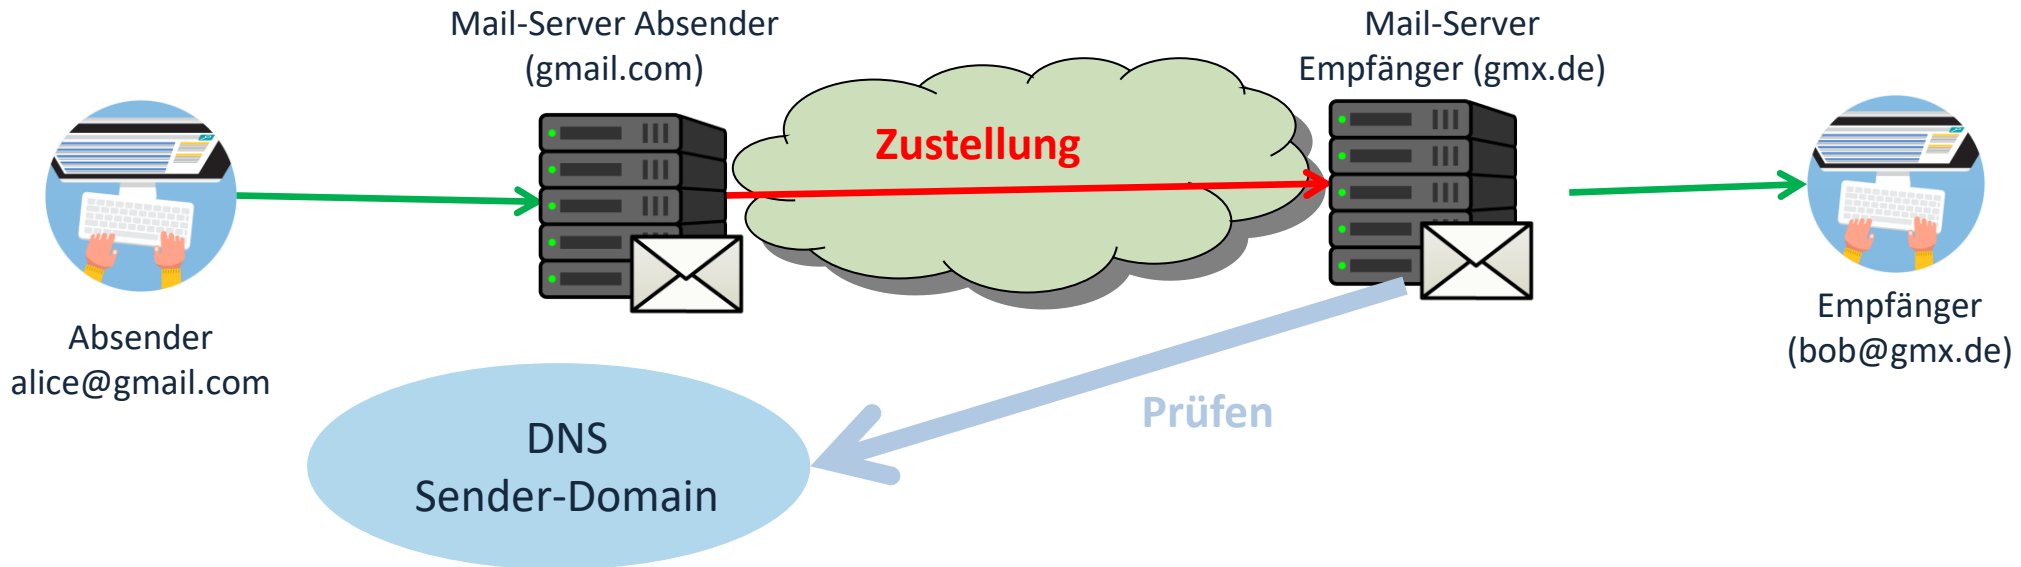 Mail-Server Absender
(gmail.com)
Mail-Server
Empfänger (gmx.de)
Zustellung
Absender
alice@gmail.com
Empfänger
(bob@gmx.de)
Prüfen
DNS
Sender-Domain